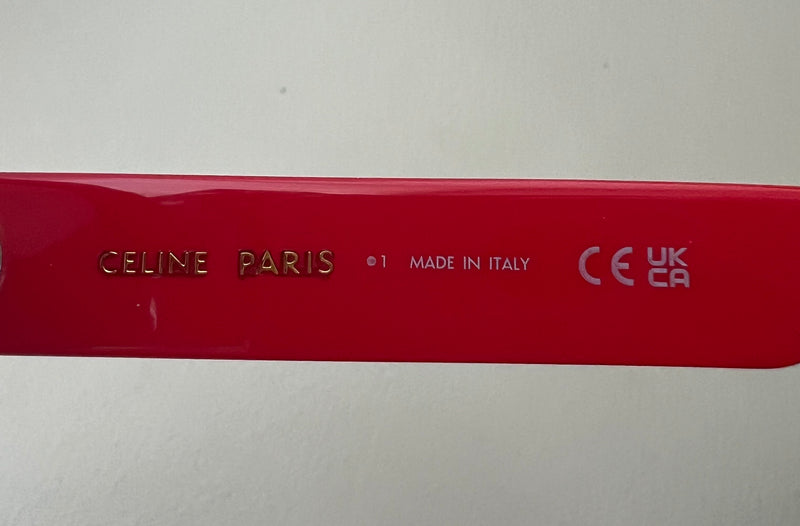 CELINE PARIS ●1 MADE IN ITALY CE UK
CA